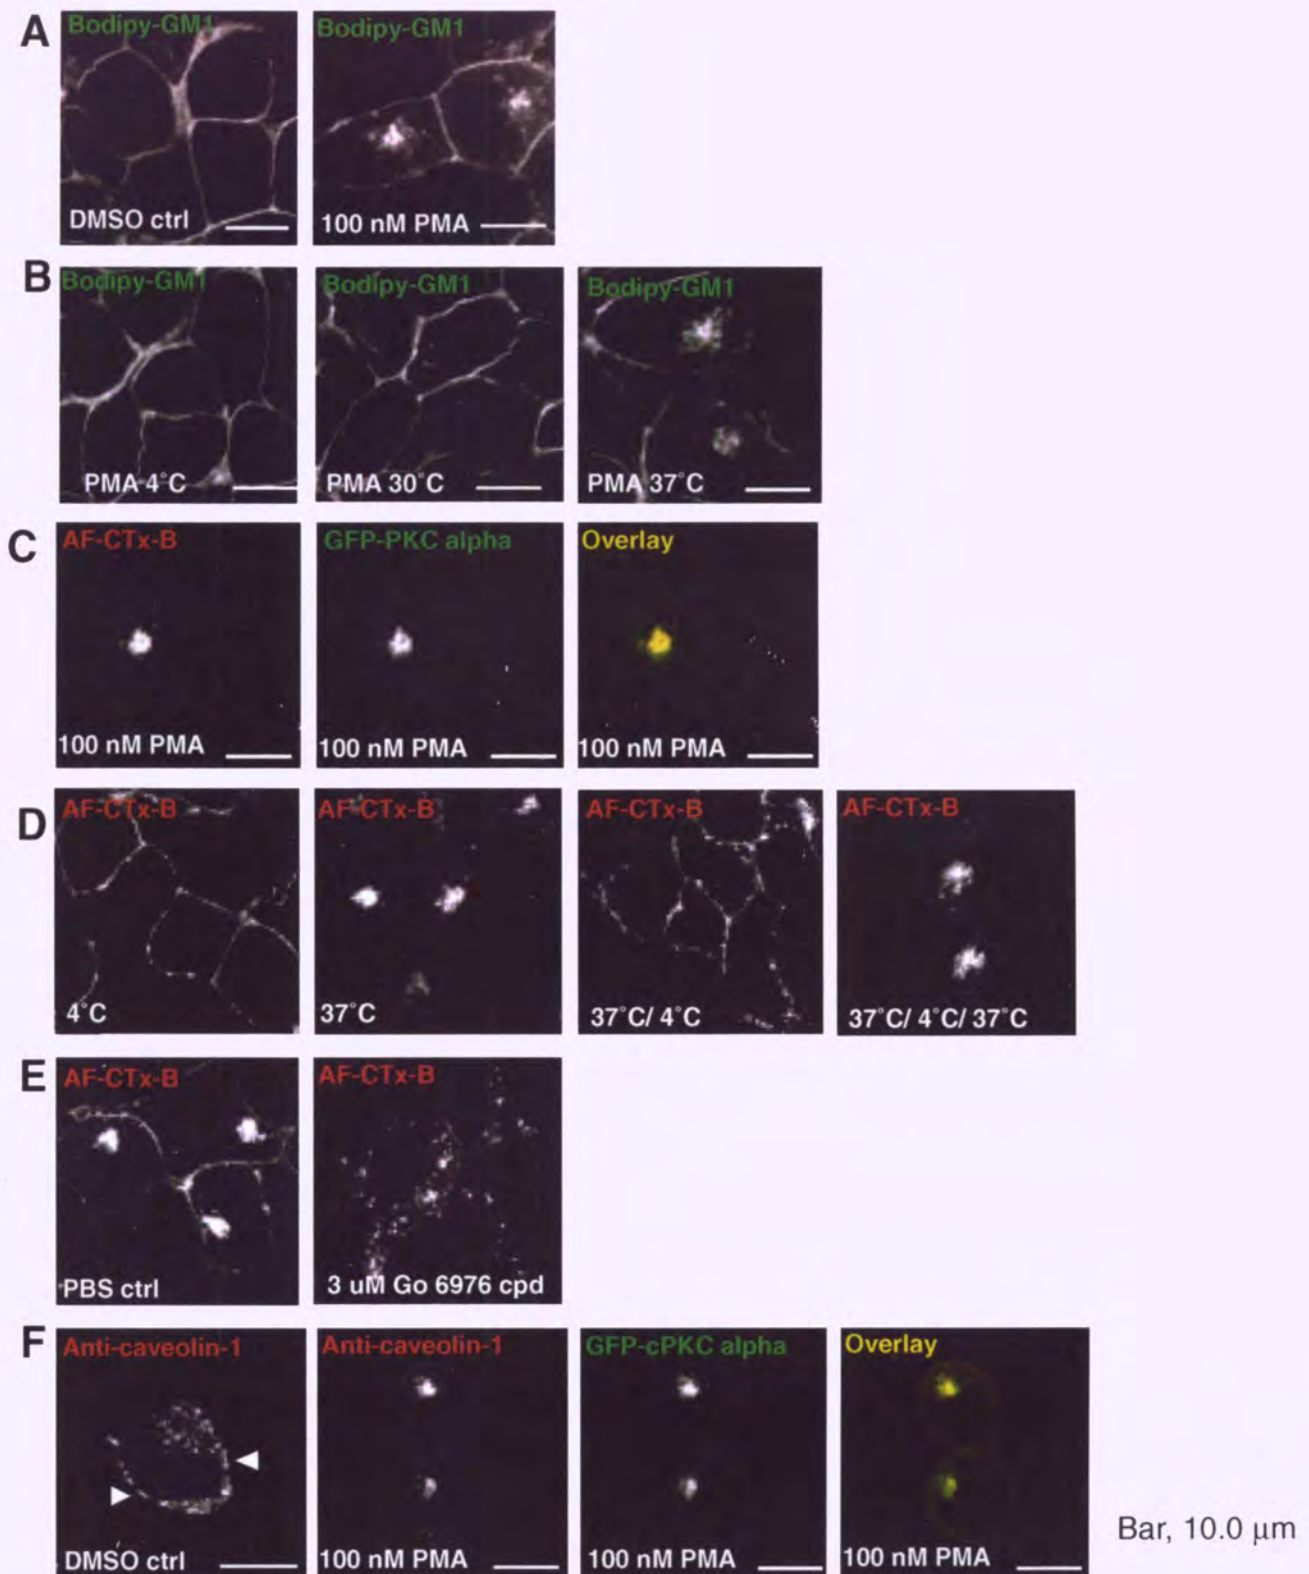 A
Bodipy-GM1
Bodipy-GM1
DMSO ctrl
100 nM PMA
B
Bodipy-GM1
Bodipy-GM1
Bodipy-GM1
PMA 4˚C
PMA 30˚C
PMA 37˚C
C
AF-CTx-B
GFP-PKC alpha
Overlay
100 nM PMA
100 nM PMA
100 nM PMA
D
AF-CTx-B
AF-CTx-B
AF-CTx-B
AF-CTx-B
4˚C
37˚C
37˚C/ 4˚C
37˚C/ 4˚C/ 37˚C
E
AF-CTx-B
AF-CTx-B
PBS ctrl
3 uM Go 6976 cpd
F
Anti-caveolin-1
Anti-caveolin-1
GFP-cPKC alpha
Overlay
DMSO ctrl
100 nM PMA
100 nM PMA
100 nM PMA
Bar, 10.0 µm